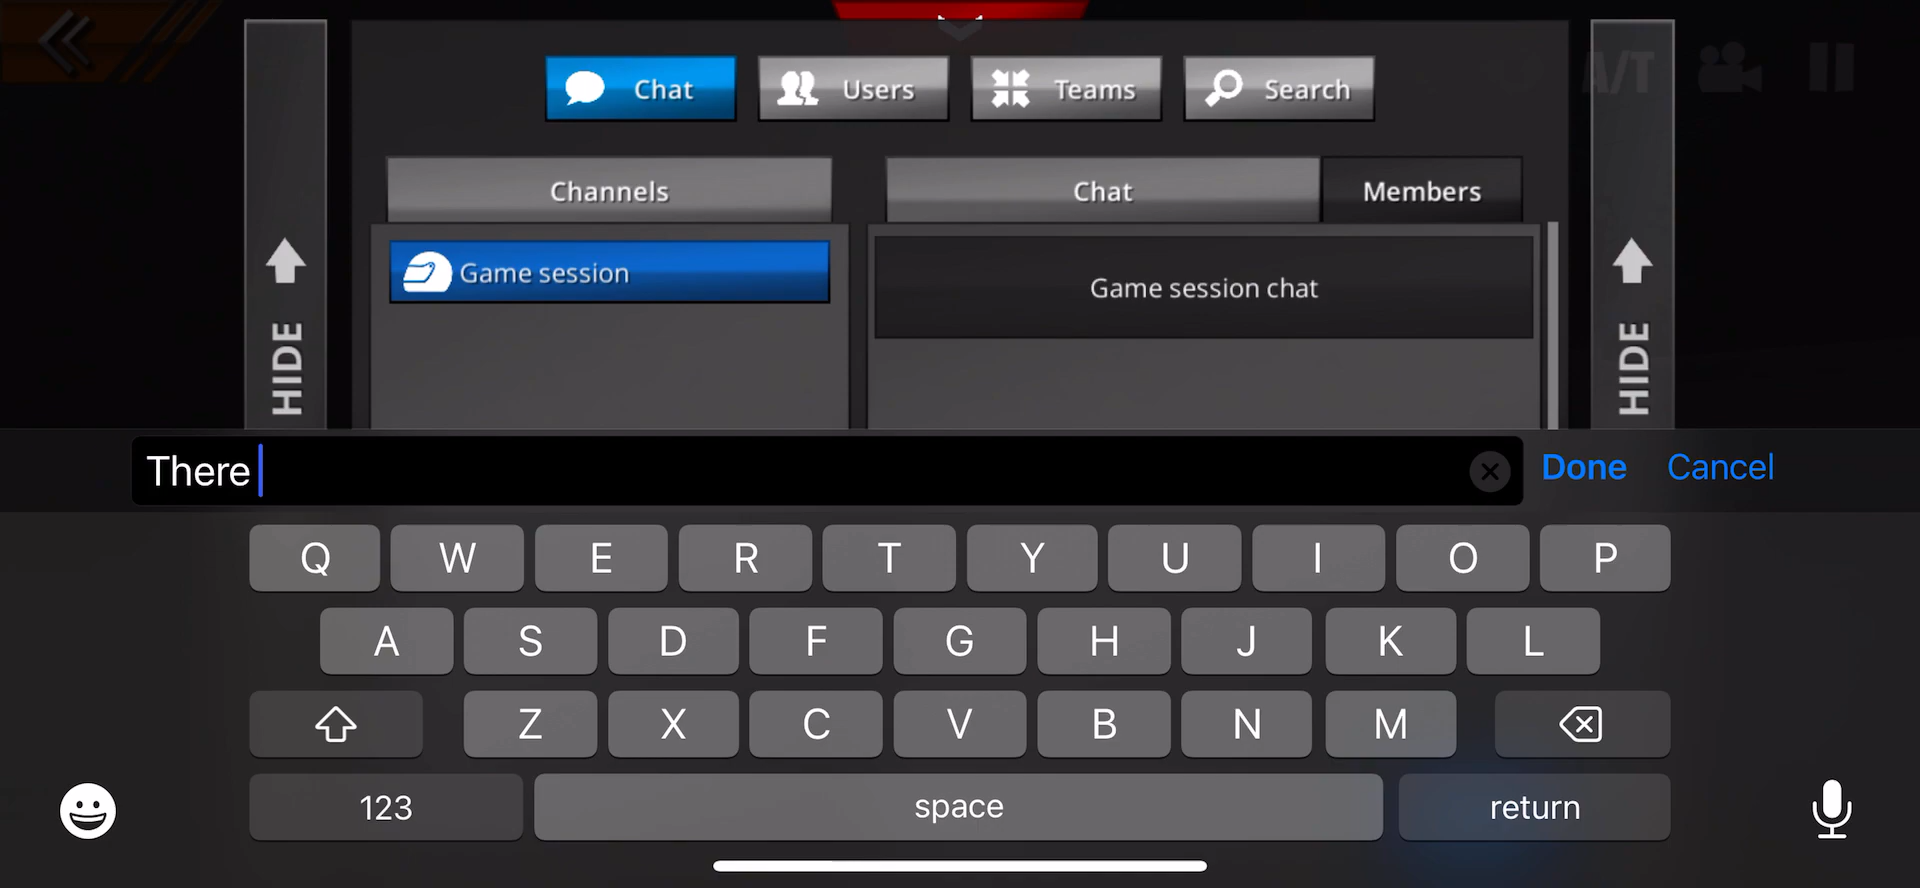 A/T
Chat
Users
Teams
Search
Channels
Chat
Members
Game session
Game session chat
HIDE
HIDE
There
Done
Cancel
Q W E R T Y U I O P
A S D F G H J K L
Z X C V B N M
123
space
return